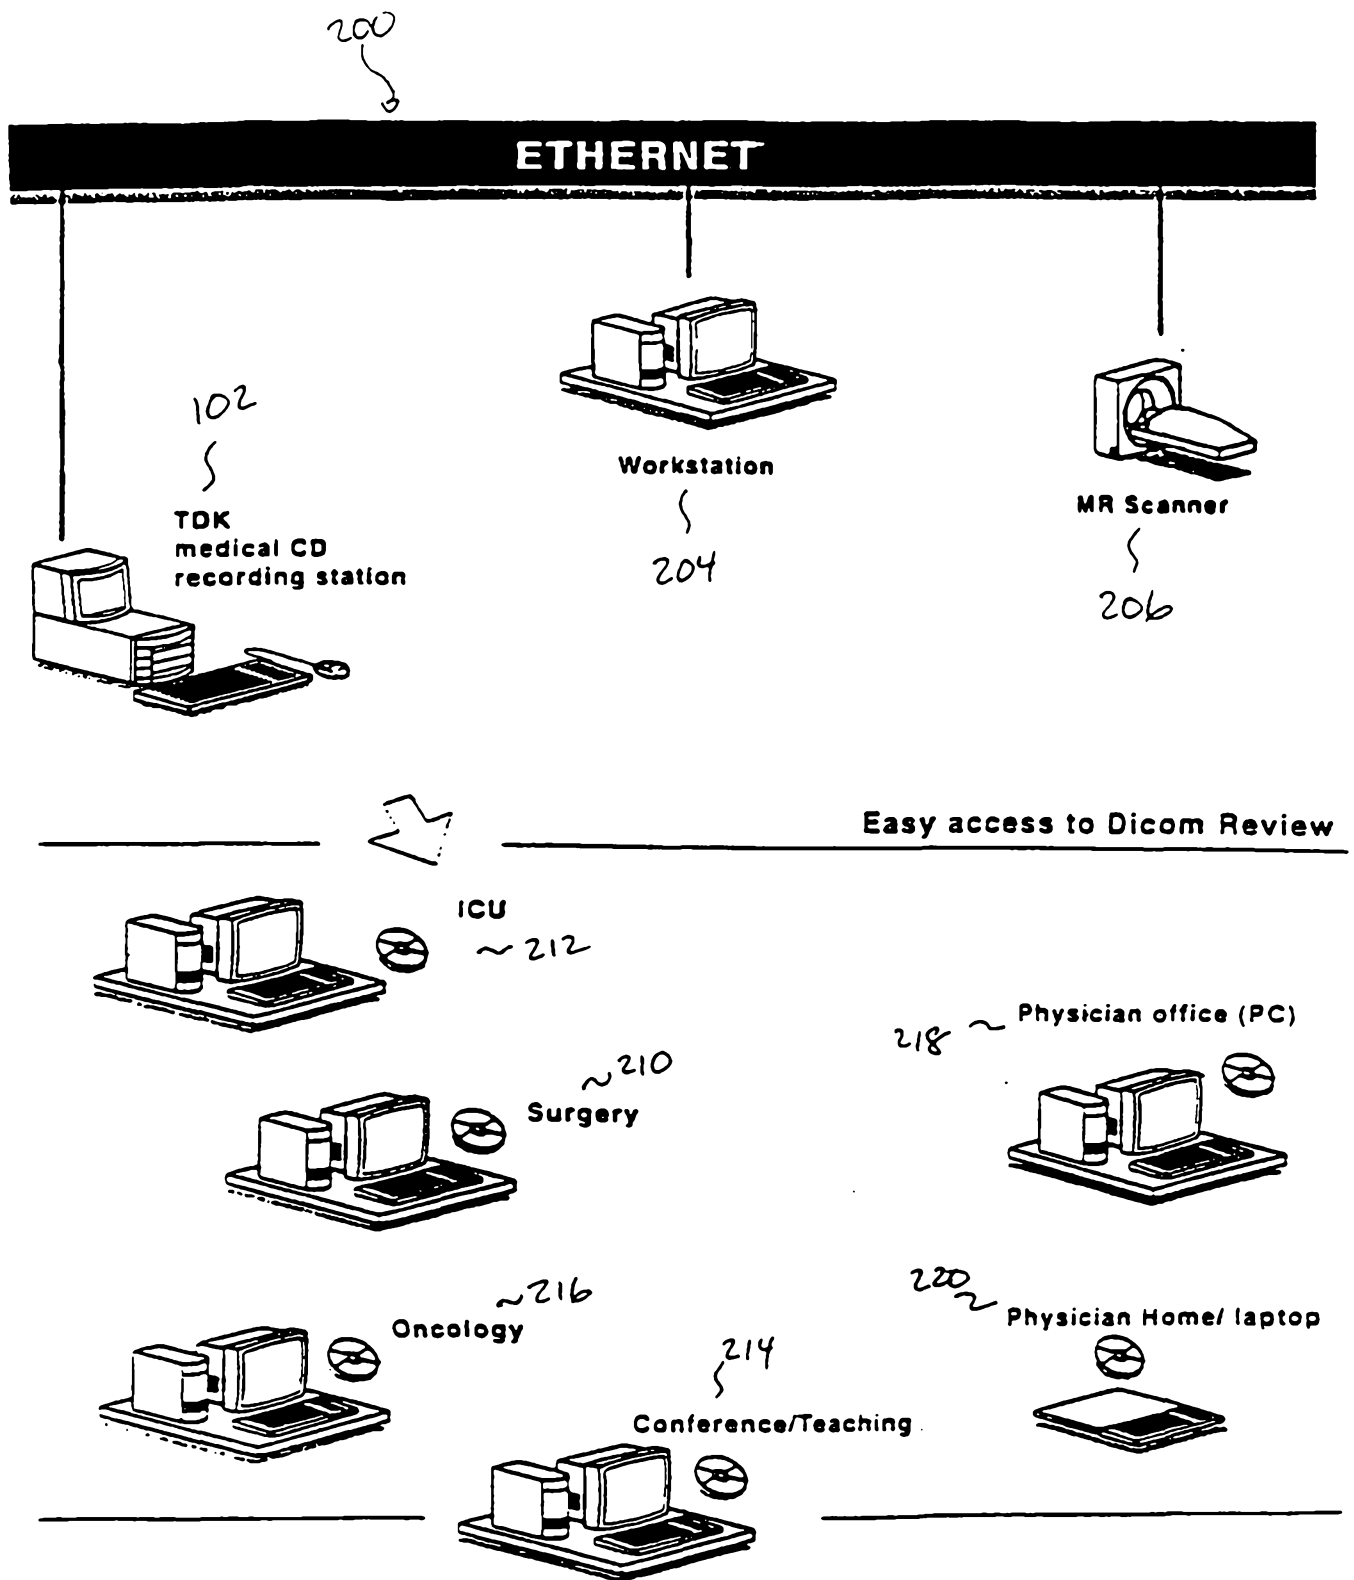 200
ETHERNET
102
TDK
medical CD
recording station
Workstation
204
MR Scanner
206
Easy access to Dicom Review
ICU
212
218
Physician office (PC)
210
Surgery
216
Oncology
220
Physician Home/ laptop
214
Conference/Teaching